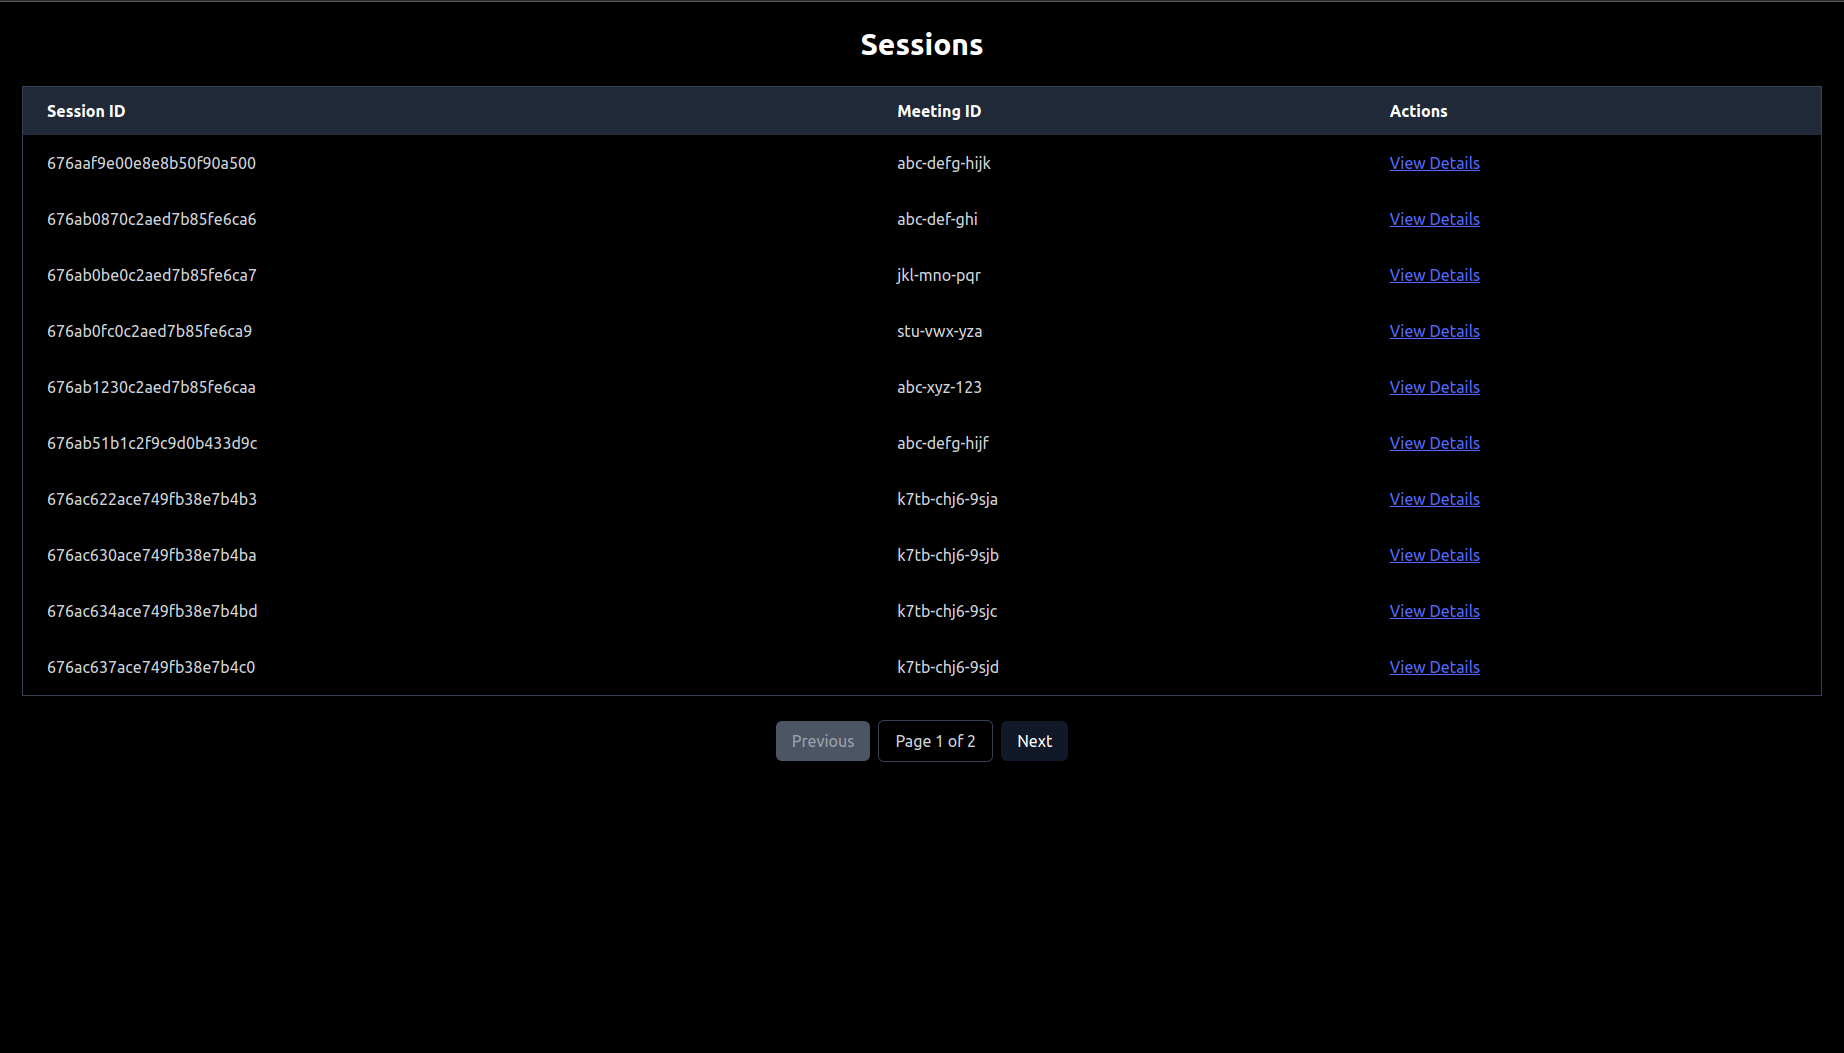 Sessions
Session ID Meeting ID Actions
676aaf9e00e8e8b50f90a500 abc-defg-hijk View Details
676ab0870c2aed7b85fe6ca6 abc-def-ghi View Details
676ab0be0c2aed7b85fe6ca7 jkl-mno-pqr View Details
676ab0fc0c2aed7b85fe6ca9 stu-vwx-yza View Details
676ab1230c2aed7b85fe6caa abc-xyz-123 View Details
676ab51b1c2f9c9d0b433d9c abc-defg-hijf View Details
676ac622ace749fb38e7b4b3 k7tb-chj6-9sja View Details
676ac630ace749fb38e7b4ba k7tb-chj6-9sjb View Details
676ac634ace749fb38e7b4bd k7tb-chj6-9sjc View Details
676ac637ace749fb38e7b4c0 k7tb-chj6-9sjd View Details
Previous Page 1 of 2 Next